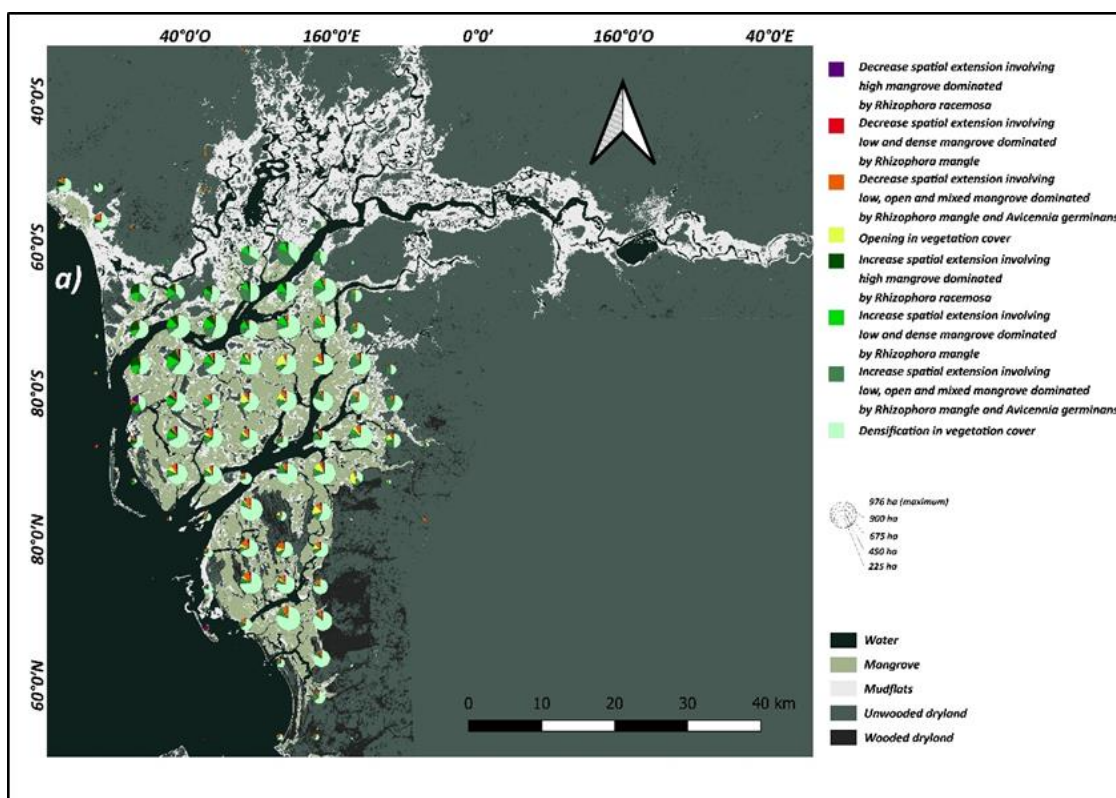 40°0'O 160°0'E 0°0' 160°0'O 40°0'E
40°0'S
60°0'S
80°0'S
80°0'N
60°0'N
a)
Decrease spatial extension involving
high mangrove dominated
by Rhizophora racemosa
Decrease spatial extension involving
low and dense mangrove dominated
by Rhizophora mangle
Decrease spatial extension involving
low, open and mixed mangrove dominated
by Rhizophora mangle and Avicennia germinans
Opening in vegetation cover
Increase spatial extension involving
high mangrove dominated
by Rhizophora racemosa
Increase spatial extension involving
low and dense mangrove dominated
by Rhizophora mangle
Increase spatial extension involving
low, open and mixed mangrove dominated
by Rhizophora mangle and Avicennia germinans
Densification in vegetation cover
976 ha (maximum)
900 ha
675 ha
450 ha
225 ha
Water
Mangrove
Mudflats
Unwooded dryland
Wooded dryland
0 10 20 30 40 km